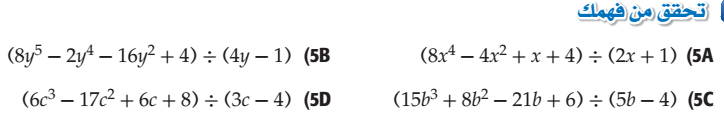 تحقق من فهمك
(8x⁴ − 4x² + x + 4) ÷ (2x + 1) (5A
(8y⁵ − 2y⁴ − 16y² + 4) ÷ (4y − 1) (5B
(15b³ + 8b² − 21b + 6) ÷ (5b − 4) (5C
(6c³ − 17c² + 6c + 8) ÷ (3c − 4) (5D